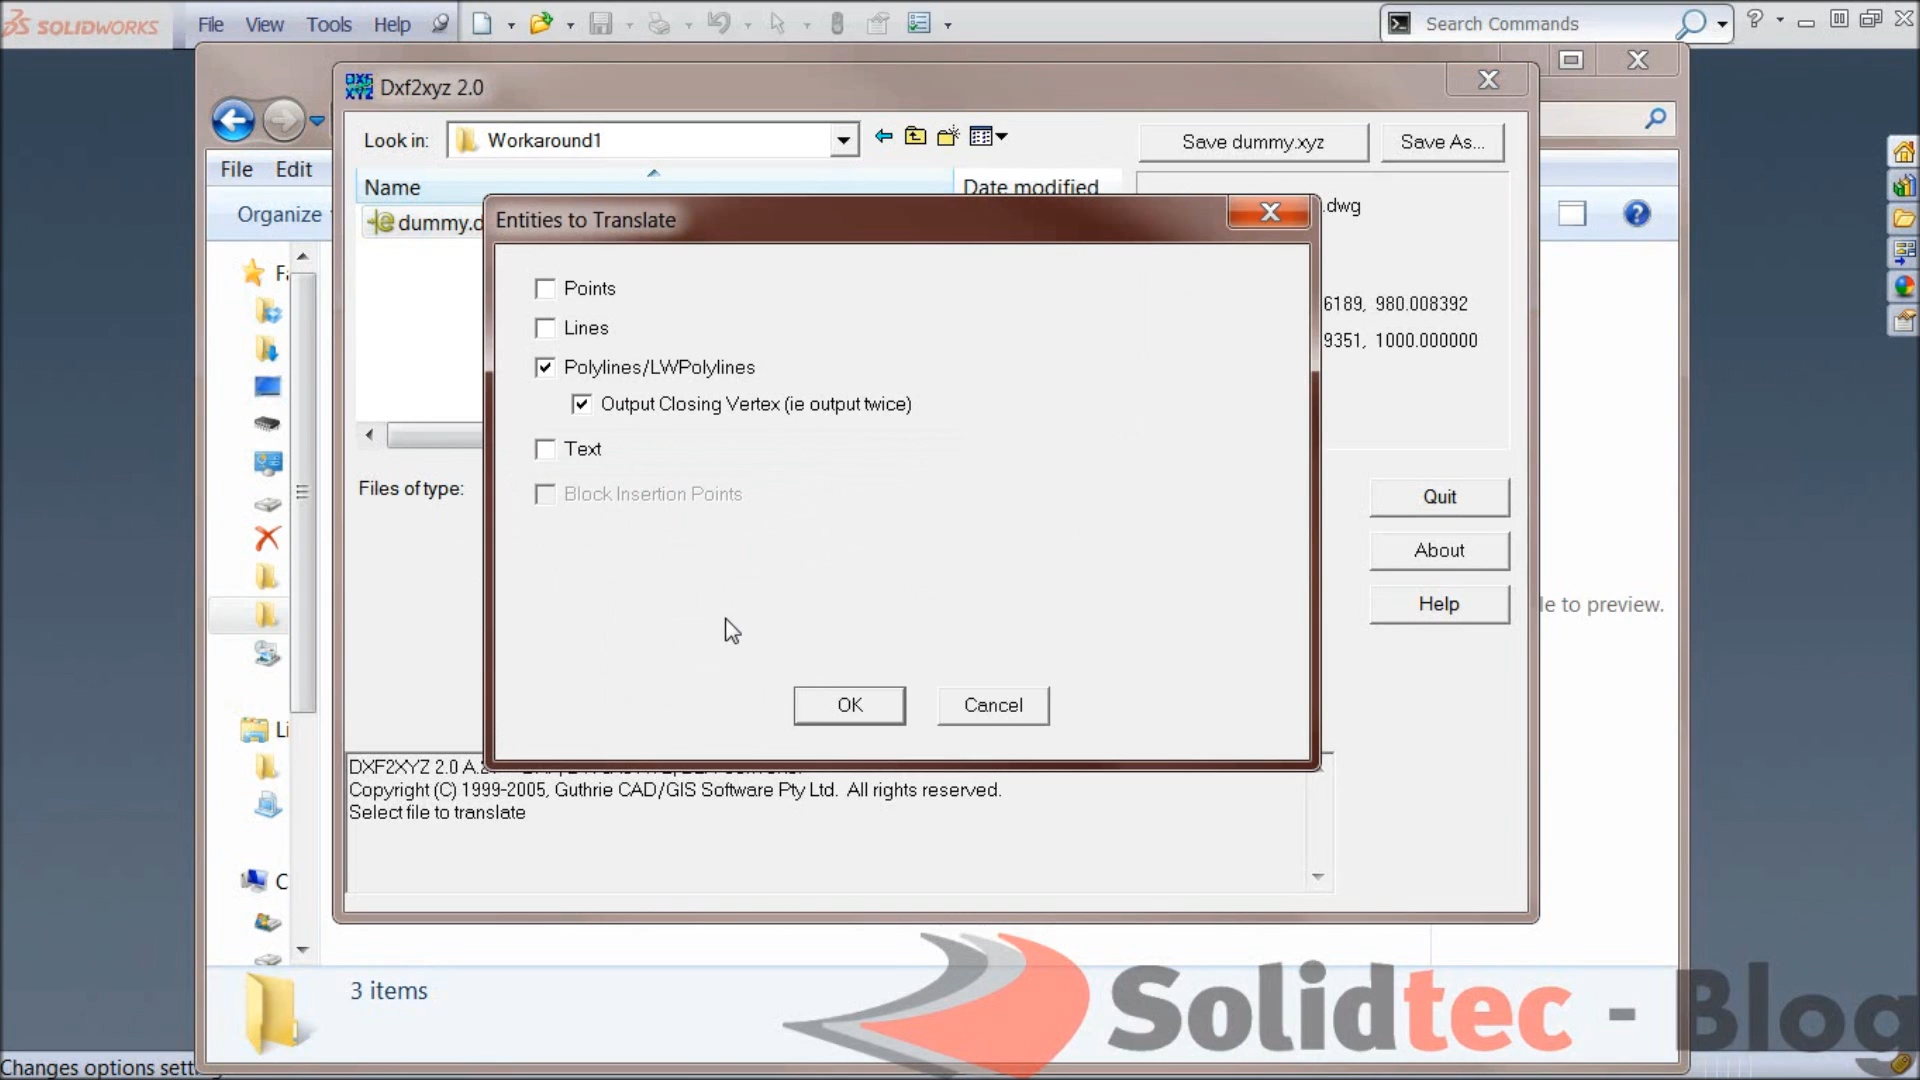 SOLIDWORKS File View Tools Help Search Commands
Dxf2xyz 2.0
Look in: Workaround1 Save dummy.xyz Save As...
File Edit
Name Date modified
Organize
dummy.d
.dwg
Entities to Translate
Points
Lines
Polylines/LWPolylines
Output Closing Vertex (ie output twice)
Text
Block Insertion Points
OK Cancel
6189, 980.008392
9351, 1000.000000
Files of type:
Quit
About
Help
le to preview.
DXF2XYZ 2.0
Copyright (C) 1999-2005, Guthrie CAD/GIS Software Pty Ltd. All rights reserved.
Select file to translate
3 items
Solidtec - Blog
Changes options sett